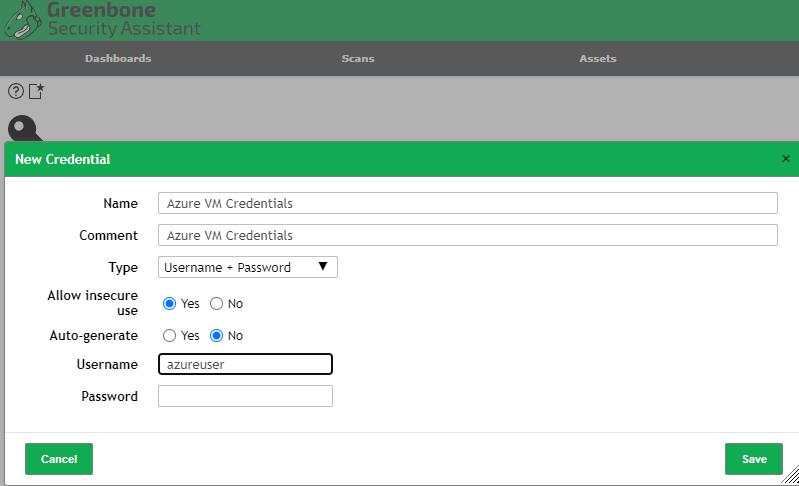 Greenbone
Security Assistant
Dashboards Scans Assets
New Credential ×
Name Azure VM Credentials
Comment Azure VM Credentials
Type Username + Password ▼
Allow insecure
use Yes No
Auto-generate Yes No
Username azureuser
Password
Cancel Save